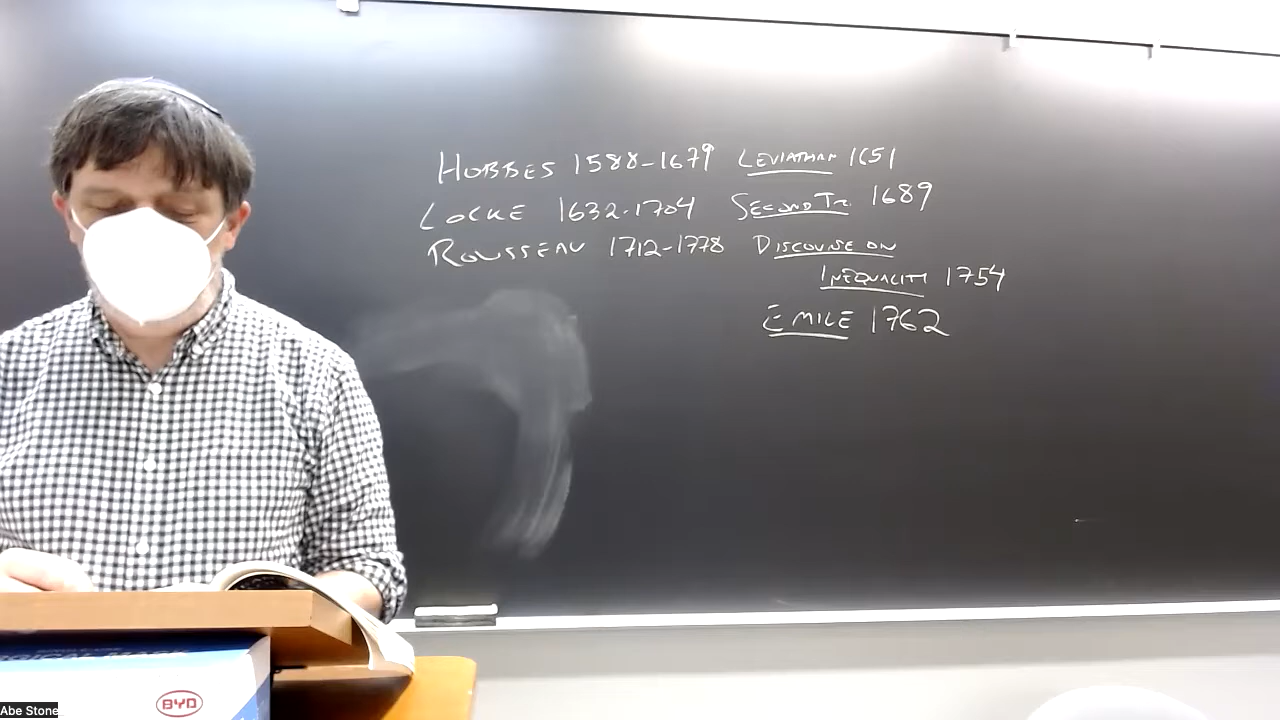 HOBBES 1588-1679 LEVIATHAN 1651
LOCKE 1632-1704 SECOND TR. 1689
ROUSSEAU 1712-1778 DISCOURSE ON
INEQUALITY 1754
EMILE 1762
BYD
Abe Stone